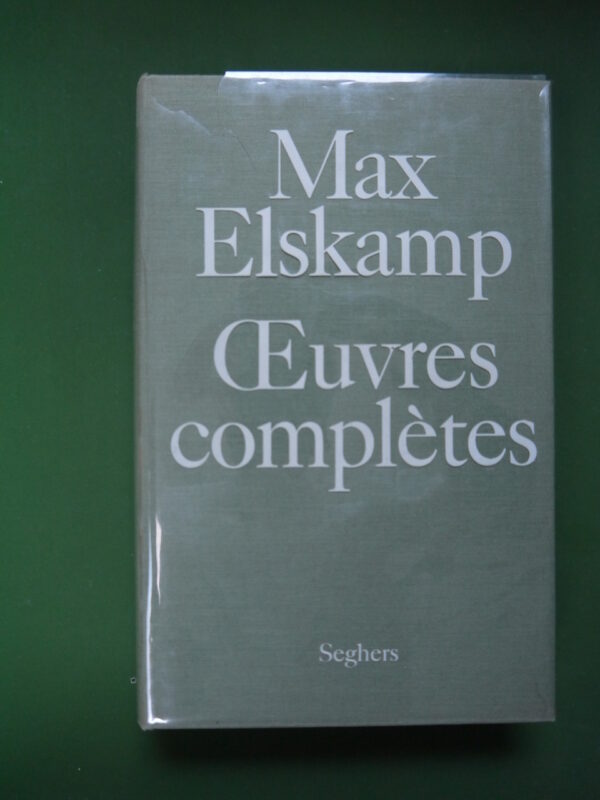 Max
Elskamp
Œuvres
complètes
Seghers